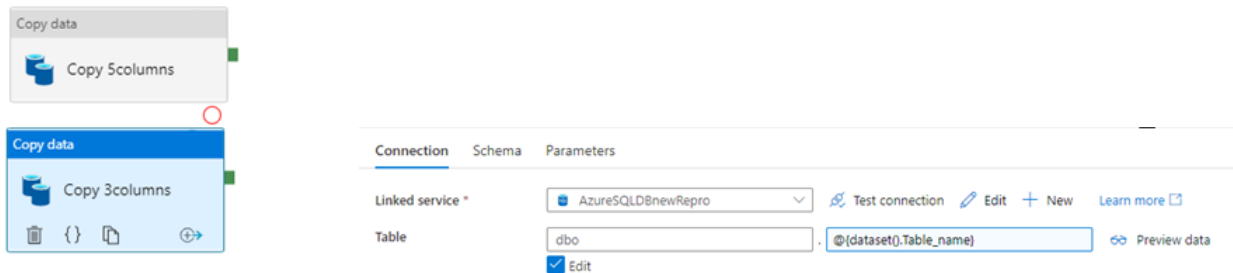 Copy data
Copy 5columns
Copy data
Copy 3columns
{}
Connection Schema Parameters
Linked service * AzureSQLDBnewRepro Test connection Edit New Learn more
Table dbo . @{dataset().Table_name} Preview data
Edit